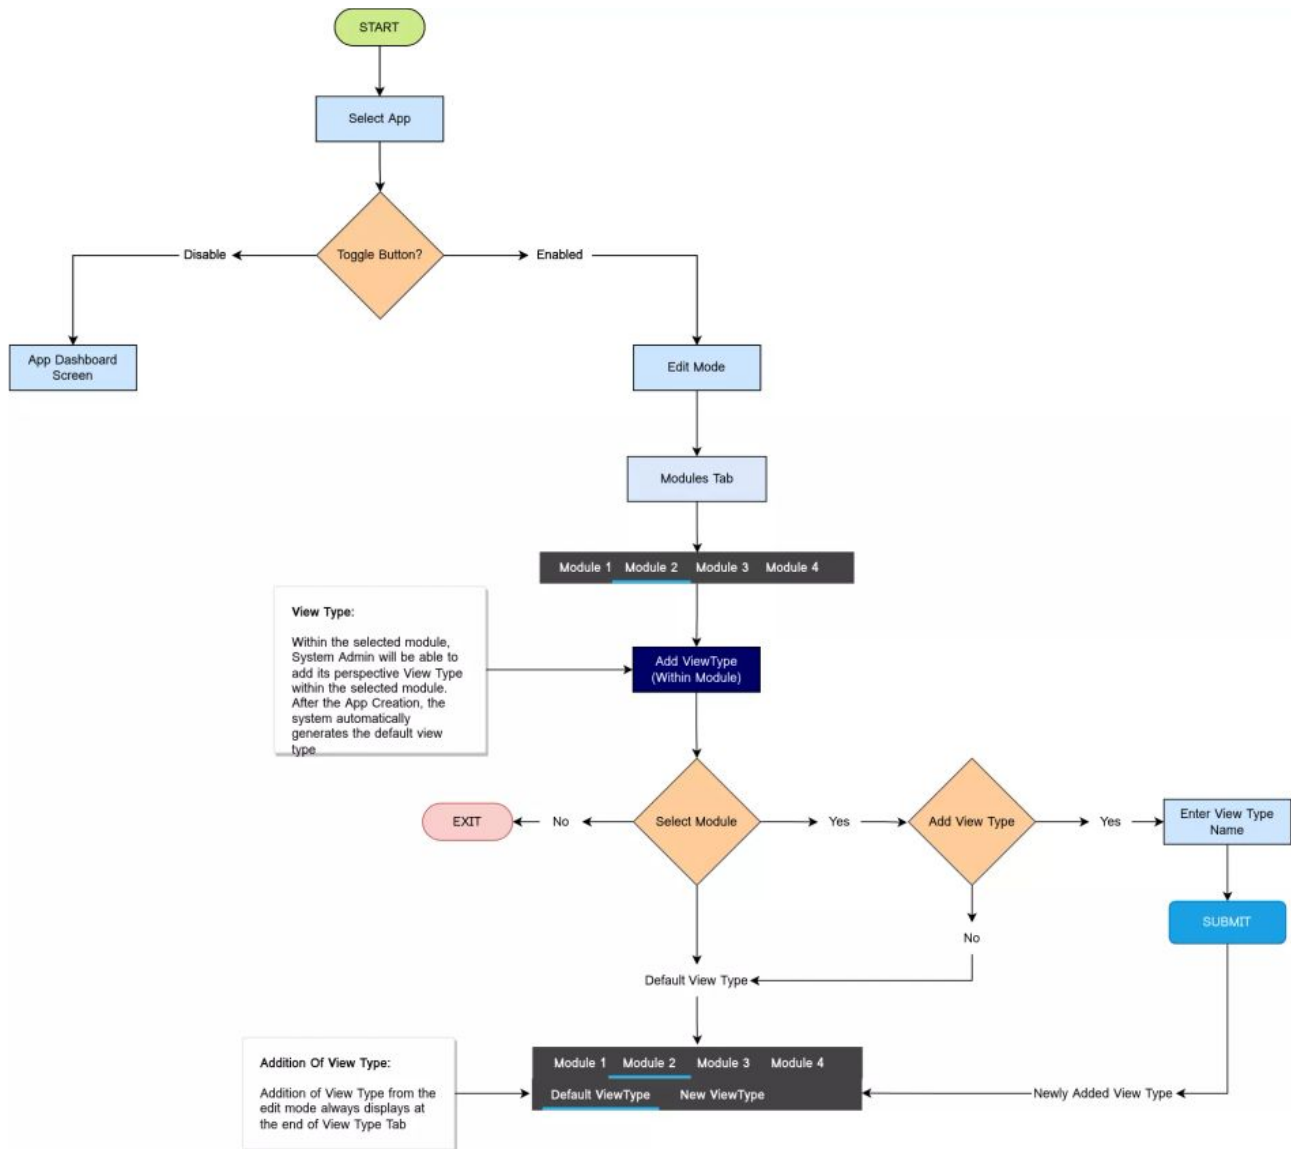 START
Select App
Toggle Button?
Disable
Enabled
App Dashboard
Screen
Edit Mode
Modules Tab
Module 1 Module 2 Module 3 Module 4
View Type:
Within the selected module,
System Admin will be able to
add its perspective View Type
within the selected module.
After the App Creation, the
system automatically
generates the default view
type
Add ViewType
(Within Module)
EXIT
No
Select Module
Yes
Add View Type
Yes
Enter View Type
Name
SUBMIT
No
Default View Type
Addition Of View Type:
Addition of View Type from the
edit mode always displays at
the end of View Type Tab
Module 1 Module 2 Module 3 Module 4
Default ViewType New ViewType
Newly Added View Type